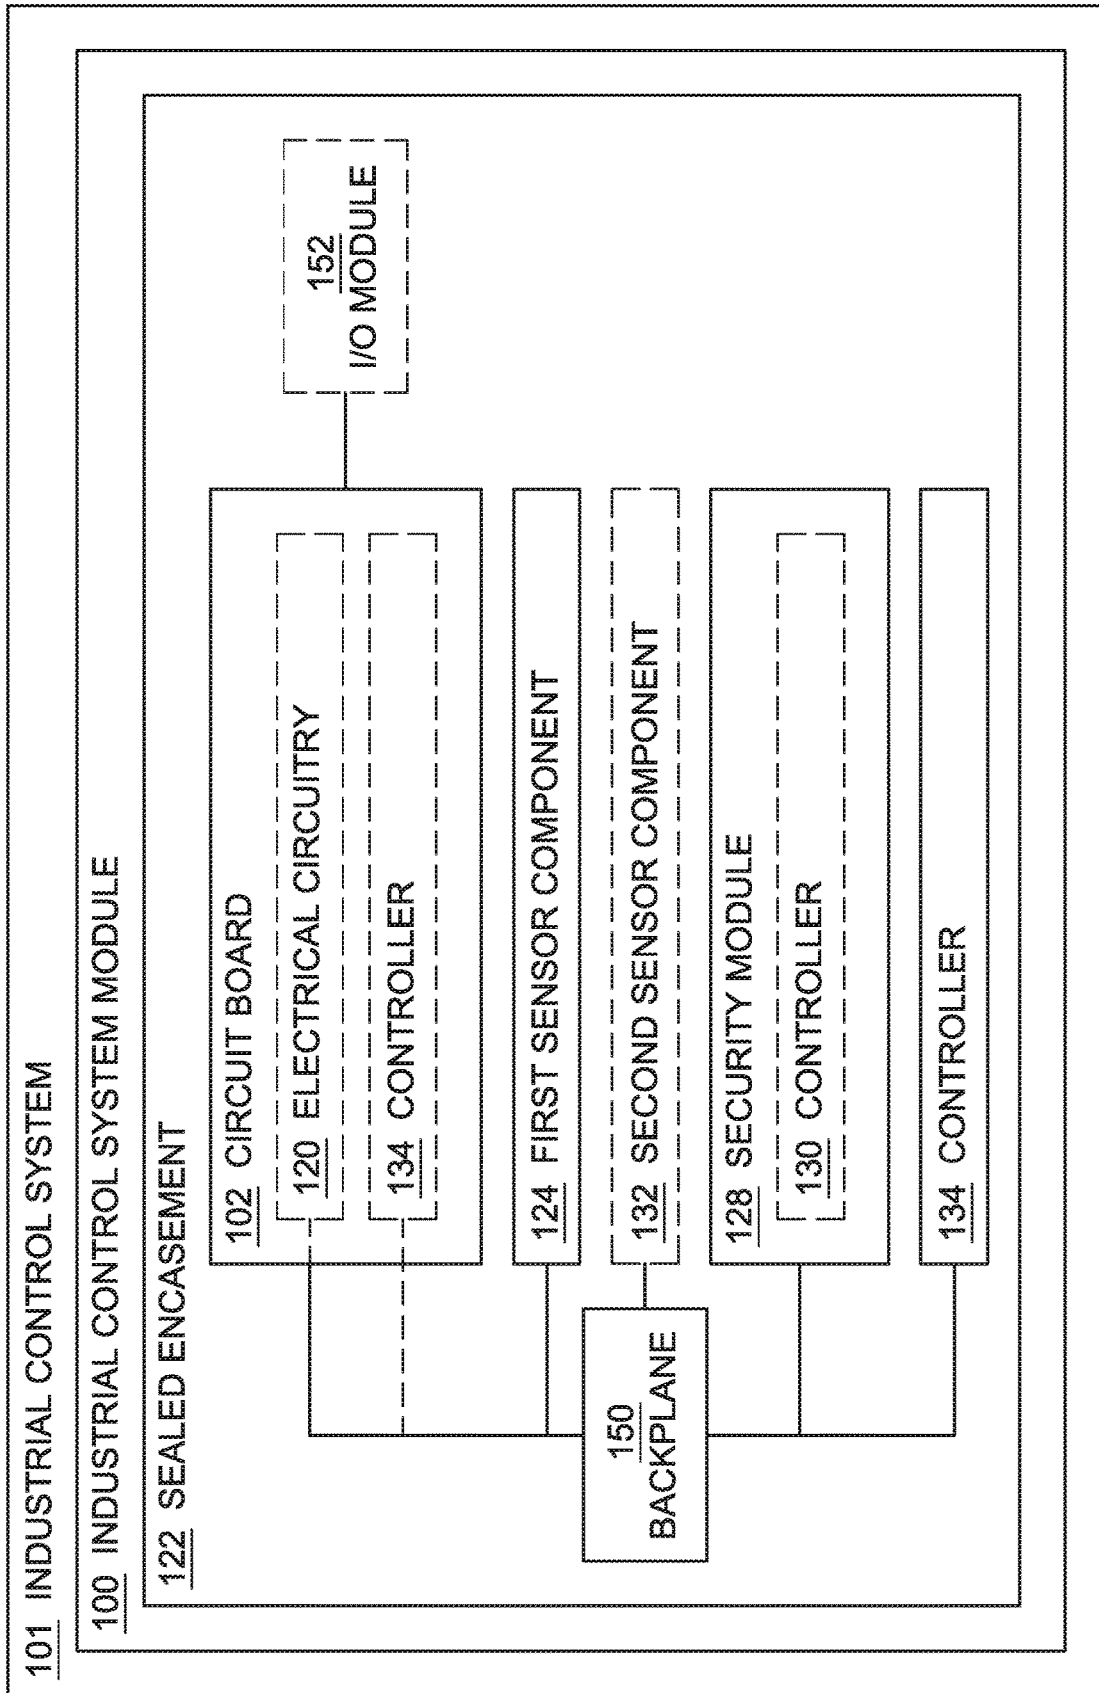 101 INDUSTRIAL CONTROL SYSTEM
100 INDUSTRIAL CONTROL SYSTEM MODULE
122 SEALED ENCASEMENT
102 CIRCUIT BOARD
120 ELECTRICAL CIRCUITRY
134 CONTROLLER
152
I/O MODULE
124 FIRST SENSOR COMPONENT
132 SECOND SENSOR COMPONENT
150
BACKPLANE
128 SECURITY MODULE
130 CONTROLLER
134 CONTROLLER